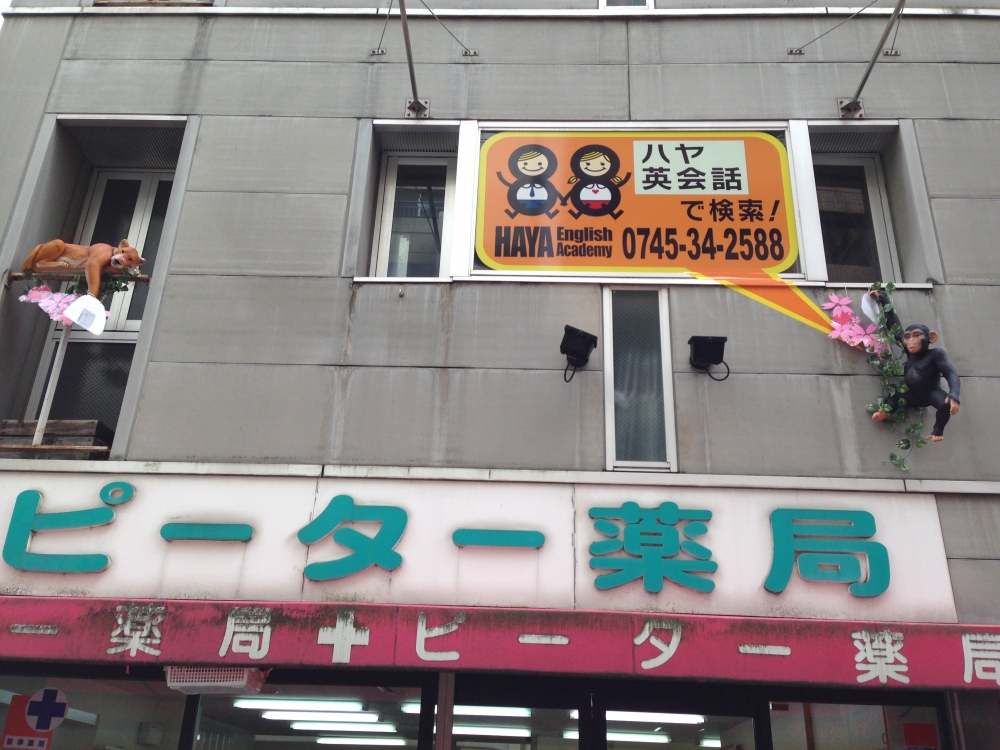 ハヤ
英会話
で検索!
HAYA English Academy 0745-34-2588
ピーター薬局
ー薬局 ピーター薬局